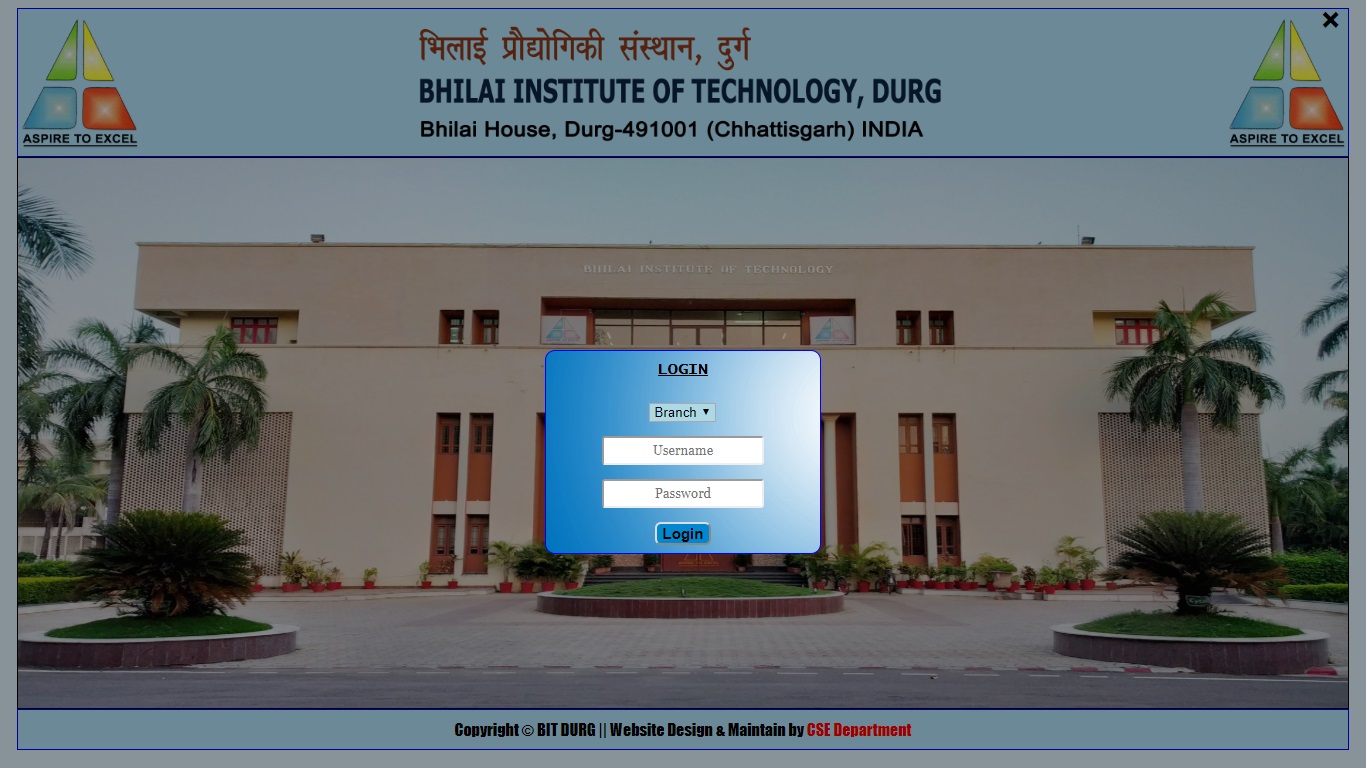 भिलाई प्रौद्योगिकी संस्थान, दुर्ग
BHILAI INSTITUTE OF TECHNOLOGY, DURG
Bhilai House, Durg-491001 (Chhattisgarh) INDIA
ASPIRE TO EXCEL
ASPIRE TO EXCEL
BHILAI INSTITUTE OF TECHNOLOGY
LOGIN
Branch
Username
Password
Login
Copyright © BIT DURG || Website Design & Maintain by CSE Department